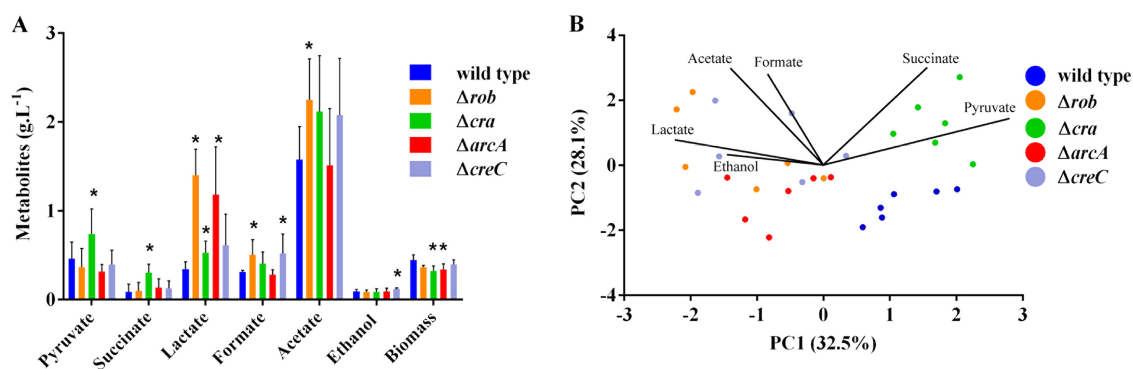 A
Metabolites (g.L-1)
3
2
1
0
*
*
*
*
*
*
*
*
*
**
wild type
Δrob
Δcra
ΔarcA
ΔcreC
Pyruvate
Succinate
Lactate
Formate
Acetate
Ethanol
Biomass
B
PC2 (28.1%)
4
2
0
-2
-4
Acetate
Formate
Succinate
Pyruvate
Lactate
Ethanol
wild type
Δrob
Δcra
ΔarcA
ΔcreC
-3
-2
-1
0
1
2
3
PC1 (32.5%)